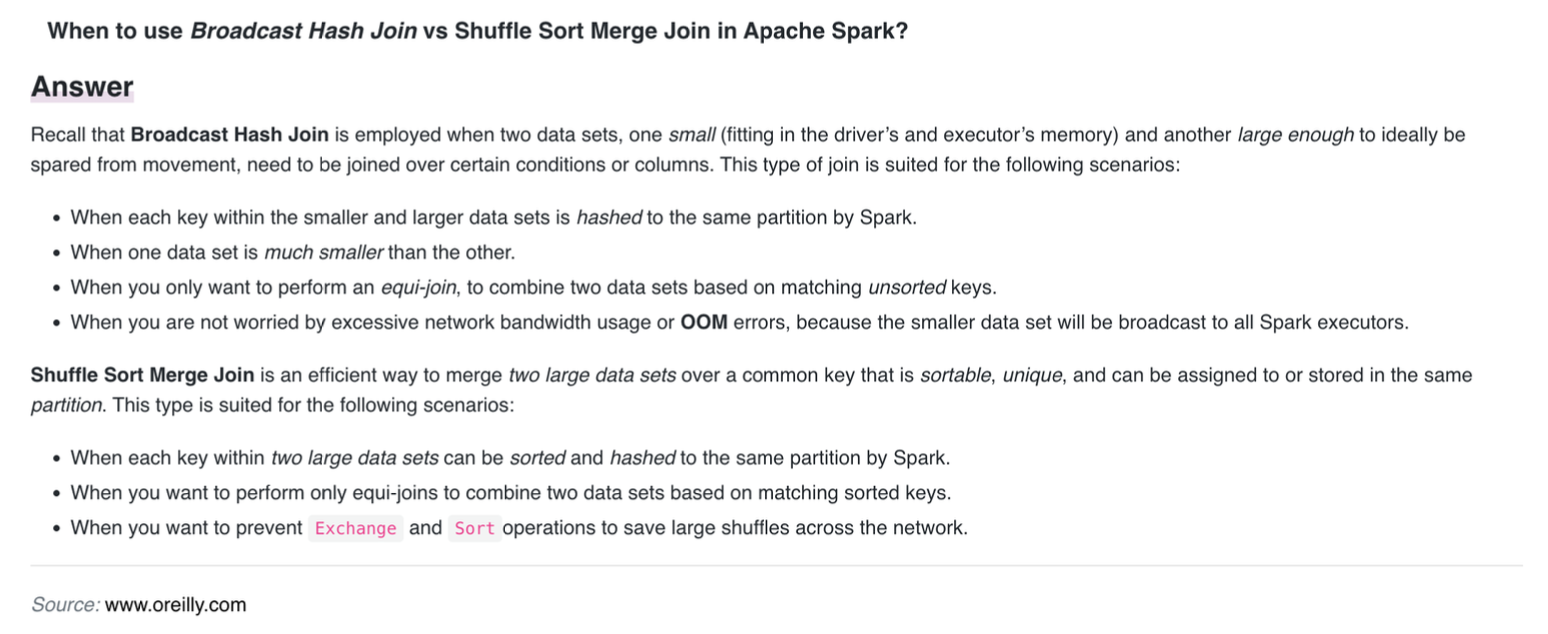 When to use Broadcast Hash Join vs Shuffle Sort Merge Join in Apache Spark?
Answer
Recall that Broadcast Hash Join is employed when two data sets, one small (fitting in the driver’s and executor’s memory) and another large enough to ideally be
spared from movement, need to be joined over certain conditions or columns. This type of join is suited for the following scenarios:
• When each key within the smaller and larger data sets is hashed to the same partition by Spark.
• When one data set is much smaller than the other.
• When you only want to perform an equi-join, to combine two data sets based on matching unsorted keys.
• When you are not worried by excessive network bandwidth usage or OOM errors, because the smaller data set will be broadcast to all Spark executors.
Shuffle Sort Merge Join is an efficient way to merge two large data sets over a common key that is sortable, unique, and can be assigned to or stored in the same
partition. This type is suited for the following scenarios:
• When each key within two large data sets can be sorted and hashed to the same partition by Spark.
• When you want to perform only equi-joins to combine two data sets based on matching sorted keys.
• When you want to prevent Exchange and Sort operations to save large shuffles across the network.
Source: www.oreilly.com